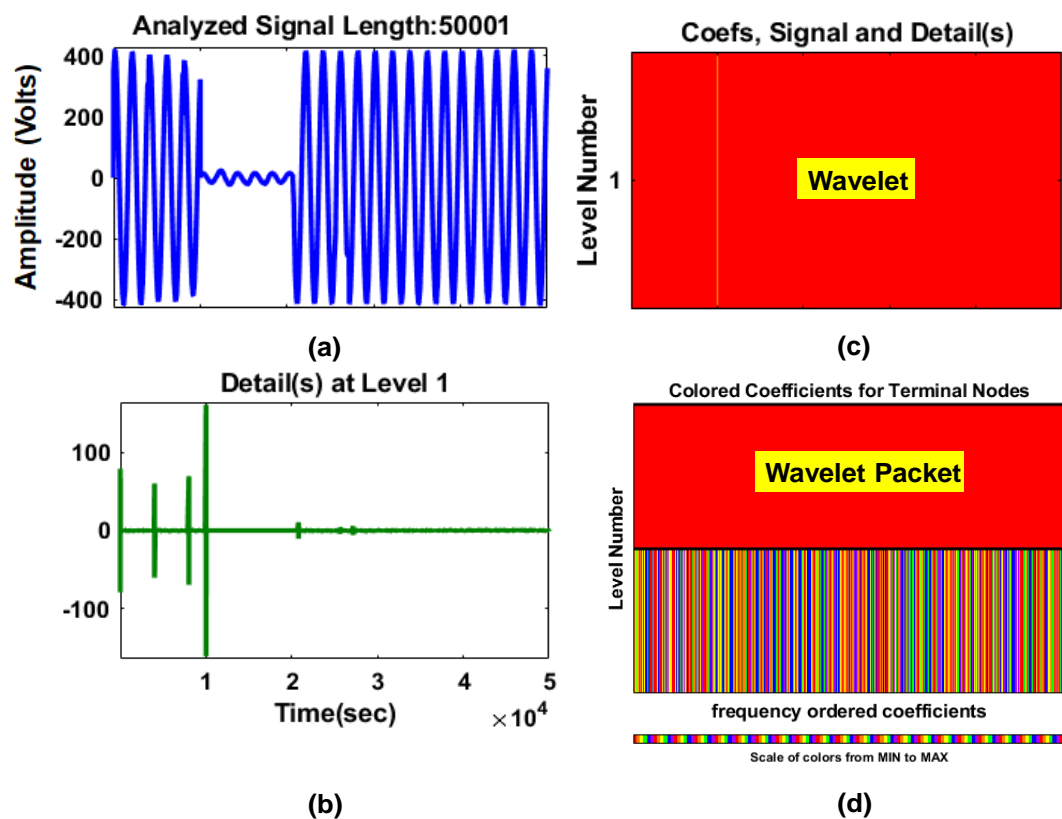 Analyzed Signal Length:50001
Amplitude (Volts)
400
200
0
-200
-400
(a)
Coefs, Signal and Detail(s)
Level Number
1
Wavelet
(c)
Detail(s) at Level 1
100
0
-100
1
2
3
4
5
Time(sec)
×10⁴
(b)
Colored Coefficients for Terminal Nodes
Level Number
Wavelet Packet
frequency ordered coefficients
Scale of colors from MIN to MAX
(d)